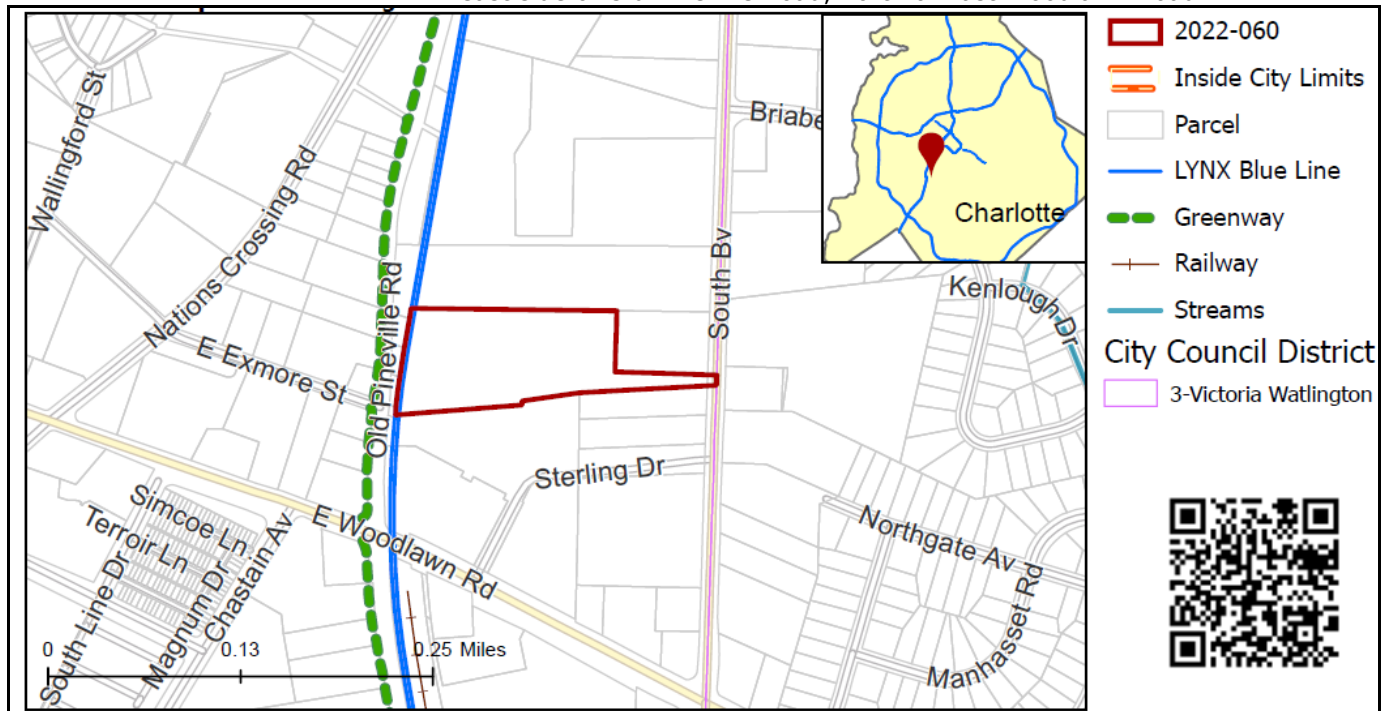 Briabe
Wallingford St
Nations Crossing Rd
E Exmore St
Old Pineville Rd
South Bv
Charlotte
Kenlough Dr
Sterling Dr
E Woodlawn Rd
Simcoe Ln
Terroir Ln
South Line Dr
Magnum Dr
Chastain Av
Northgate Av
Manhasset Rd
0 0.13 0.25 Miles
2022-060
Inside City Limits
Parcel
LYNX Blue Line
Greenway
Railway
Streams
City Council District
3-Victoria Watlington